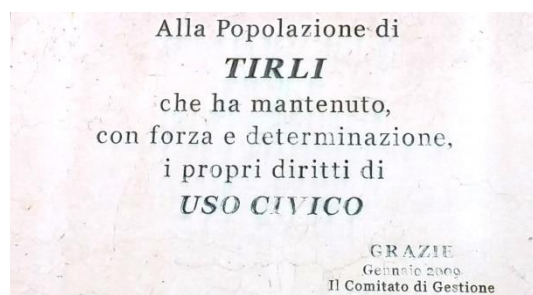 Alla Popolazione di
TIRLI
che ha mantenuto,
con forza e determinazione,
i propri diritti di
USO CIVICO
GRAZIE
Gennaio 2009
Il Comitato di Gestione